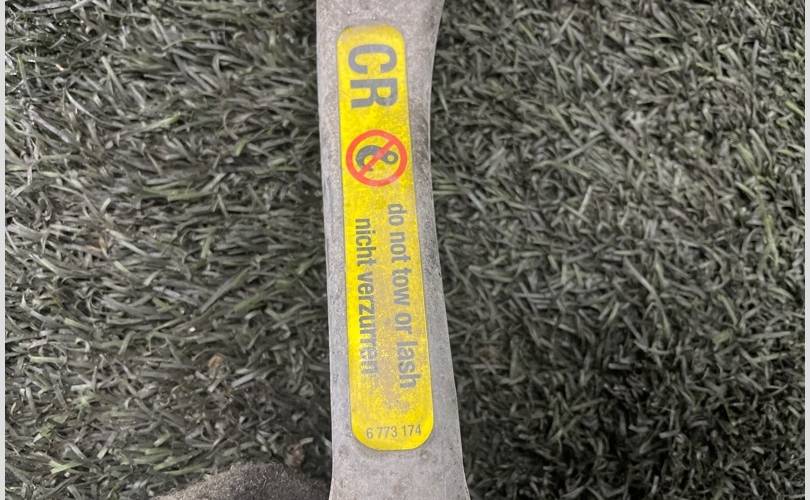 CR
do not tow or lash
nicht verzurren
6 773 174